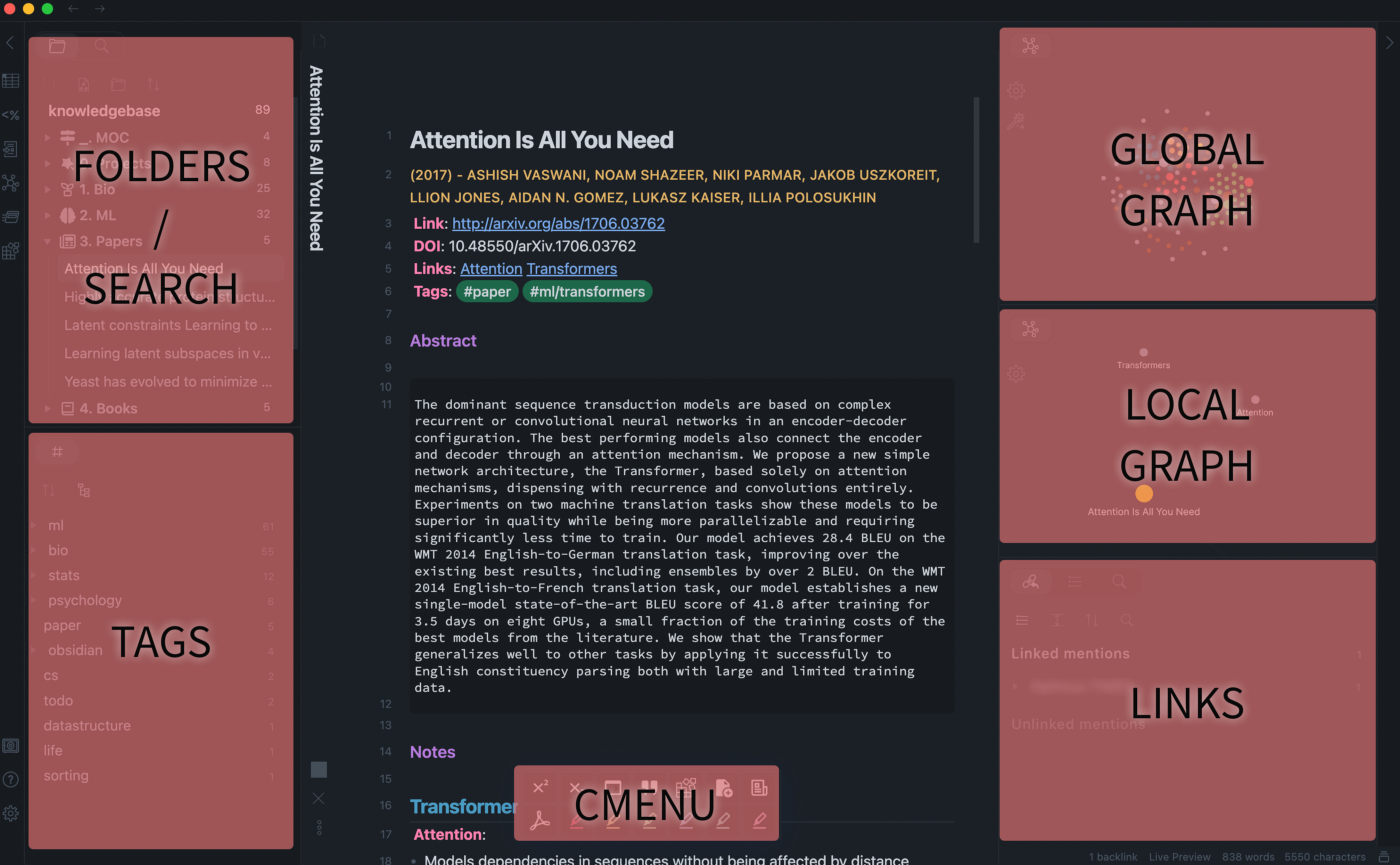 knowledgebase 89
_. MOC 4
Projects 8
1. Bio 25
2. ML 32
3. Papers 5
Attention Is All You Need
Latent constraints Learning to ...
Learning latent subspaces in v...
Yeast has evolved to minimize ...
4. Books 5
FOLDERS
/
SEARCH
ml 61
bio
stats 12
psychology 6
paper 5
obsidian 4
cs 2
todo 2
datastructure 1
life 1
sorting 1
TAGS
Attention Is All You Need
1 Attention Is All You Need
2 (2017) - ASHISH VASWANI, NOAM SHAZEER, NIKI PARMAR, JAKOB USZKOREIT,
LLION JONES, AIDAN N. GOMEZ, LUKASZ KAISER, ILLIA POLOSUKHIN
3 Link: http://arxiv.org/abs/1706.03762
4 DOI: 10.48550/arXiv.1706.03762
5 Links: Attention Transformers
6 Tags: #paper #ml/transformers
7
8 Abstract
9
10
11 The dominant sequence transduction models are based on complex
recurrent or convolutional neural networks in an encoder-decoder
configuration. The best performing models also connect the encoder
and decoder through an attention mechanism. We propose a new simple
network architecture, the Transformer, based solely on attention
mechanisms, dispensing with recurrence and convolutions entirely.
Experiments on two machine translation tasks show these models to be
superior in quality while being more parallelizable and requiring
significantly less time to train. Our model achieves 28.4 BLEU on the
WMT 2014 English-to-German translation task, improving over the
existing best results, including ensembles by over 2 BLEU. On the WMT
2014 English-to-French translation task, our model establishes a new
single-model state-of-the-art BLEU score of 41.8 after training for
3.5 days on eight GPUs, a small fraction of the training costs of the
best models from the literature. We show that the Transformer
generalizes well to other tasks by applying it successfully to
English constituency parsing both with large and limited training
data.
12
13
14 Notes
15
16 Transformer
17 Attention:
18 • Models dependencies in sequences without being affected by distance
CMENU
GLOBAL
GRAPH
Transformers
Attention
Attention Is All You Need
LOCAL
GRAPH
Linked mentions 1
1
Unlinked mentions
LINKS
1 backlink Live Preview 838 words 5550 characters